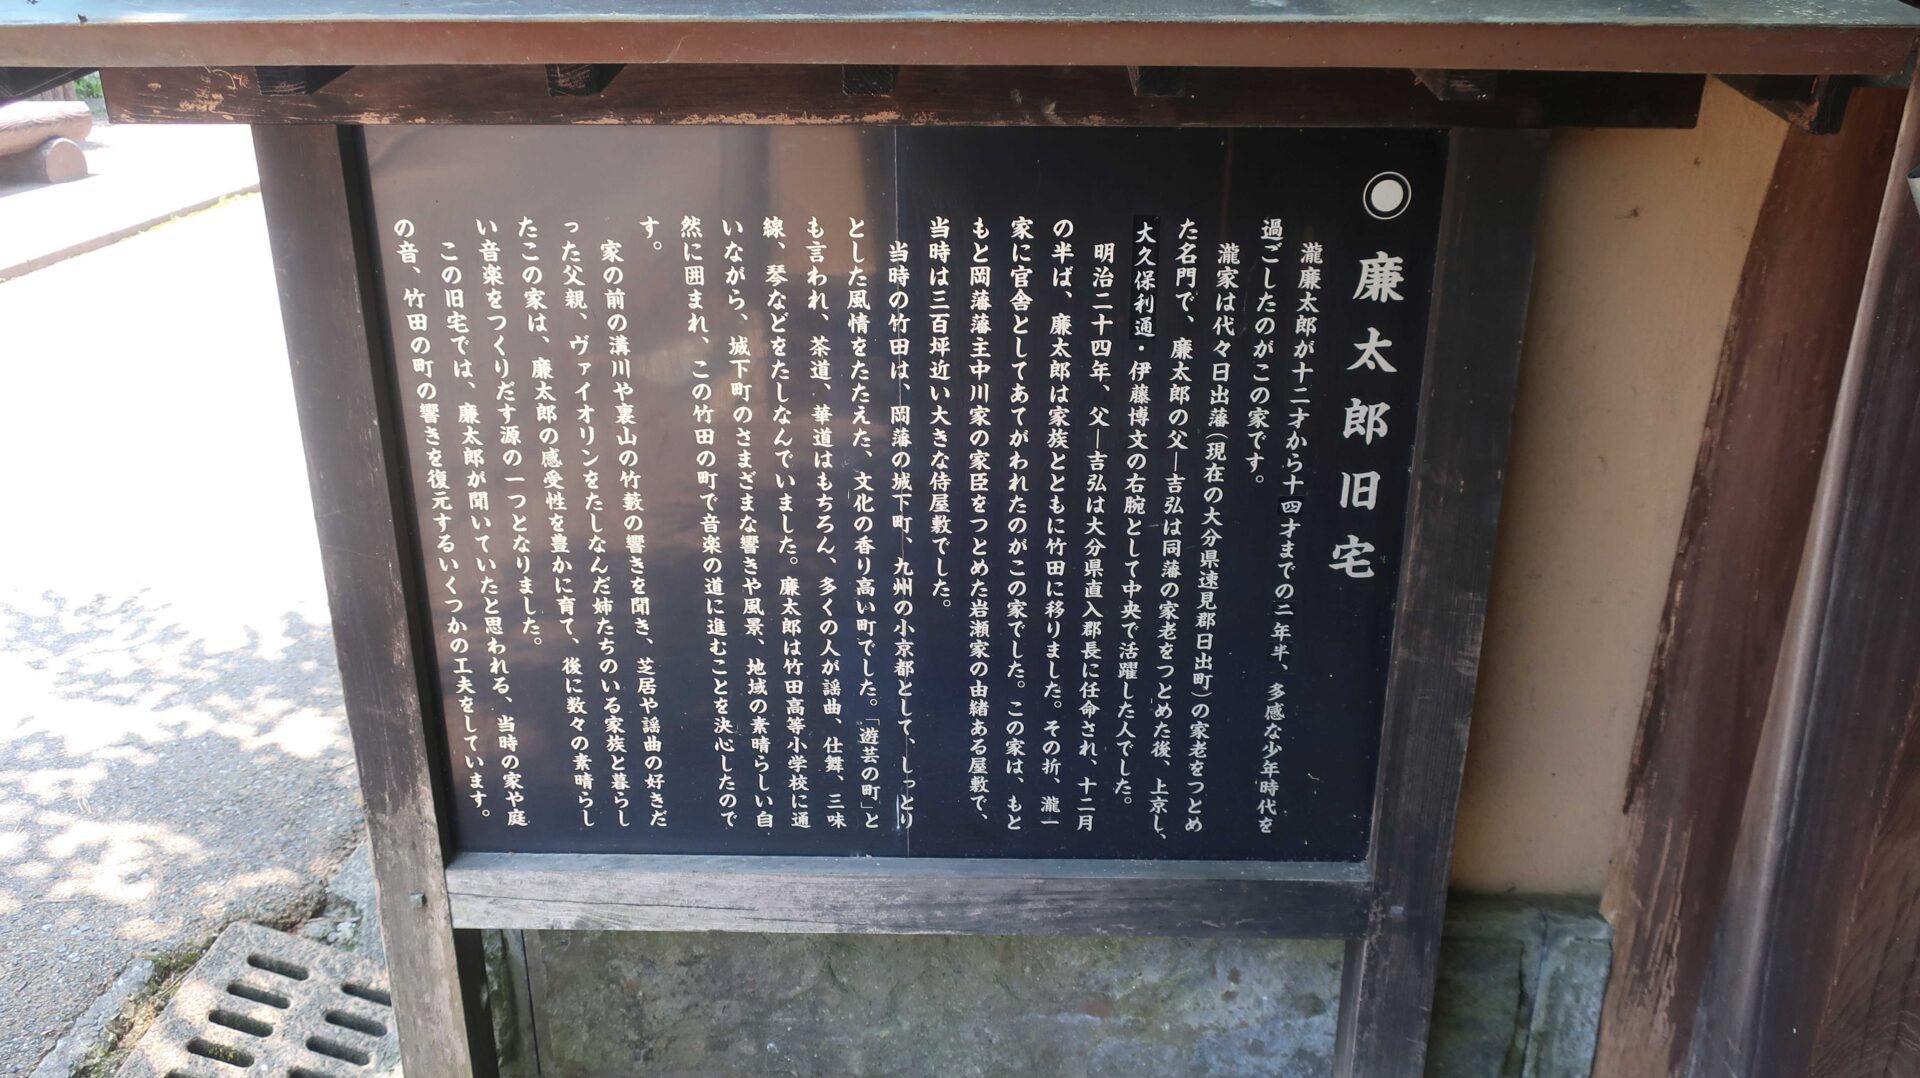 廉太郎旧宅
瀧廉太郎が十二才から十四才までの二年半、多感な少年時代を
過ごしたのがこの家です。
瀧家は代々日出藩(現在の大分県速見郡日出町)の家老をつとめ
た名門で、廉太郎の父―吉弘は同藩の家老をつとめた後、上京し、
大久保利通・伊藤博文の右腕として中央で活躍した人でした。
明治二十四年、父―吉弘は大分県直入郡長に任命され、十二月
の半ば、廉太郎は家族とともに竹田に移りました。その折、瀧一
家に官舎としてあてがわれたのがこの家でした。この家は、もと
もと岡藩藩主中川家の家臣をつとめた岩瀬家の由緒ある屋敷で、
当時は三百坪近い大きな侍屋敷でした。
当時の竹田は、岡藩の城下町、九州の小京都として、しっとり
とした風情をたたえた、文化の香り高い町でした。「遊芸の町」と
も言われ、茶道、華道はもちろん、多くの人が謡曲、仕舞、三味
線、琴などをたしなんでいました。廉太郎は竹田高等小学校に通
いながら、城下町のさまざまな響きや風景、地域の素晴らしい自
然に囲まれ、この竹田の町で音楽の道に進むことを決心したので
す。
家の前の溝川や裏山の竹藪の響きを聞き、芝居や謡曲の好きだ
った父親、ヴァイオリンをたしなんだ姉たちのいる家族と暮らし
たこの家は、廉太郎の感受性を豊かに育て、後に数々の素晴らし
い音楽をつくりだす源の一つとなりました。
この旧宅では、廉太郎が聞いていたと思われる、当時の家や庭
の音、竹田の町の響きを復元するいくつかの工夫をしています。